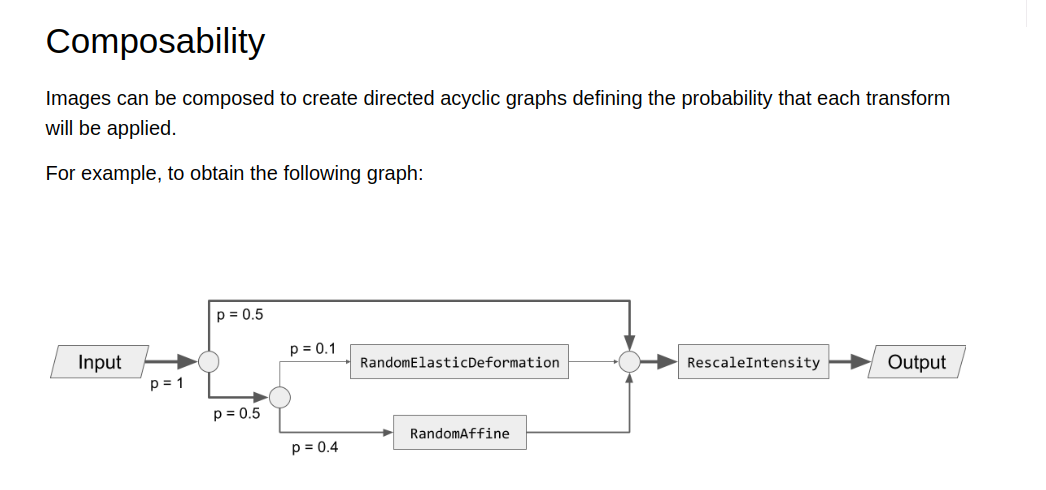 Composability
Images can be composed to create directed acyclic graphs defining the probability that each transform
will be applied.
For example, to obtain the following graph:
p = 0.5
p = 0.1
Input
RandomElasticDeformation
RescaleIntensity
Output
p = 1
p = 0.5
RandomAffine
p = 0.4